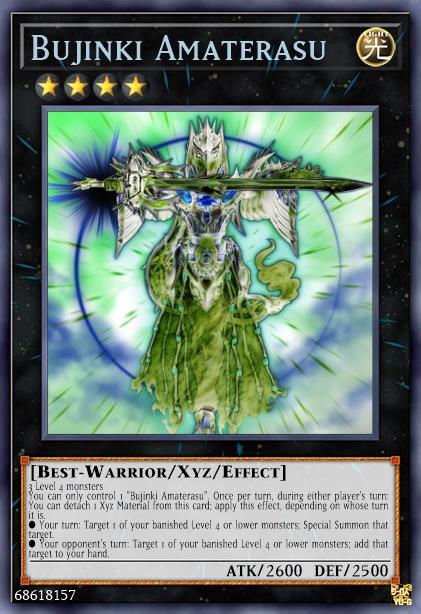 Bujinki Amaterasu
LIGHT
光
[Best-Warrior/Xyz/Effect]
3 Level 4 monsters
You can only control 1 "Bujinki Amaterasu". Once per turn, during either player's turn:
You can detach 1 Xyz Material from this card; apply this effect, depending on whose turn
it is.
● Your turn: Target 1 of your banished Level 4 or lower monsters; Special Summon that
target.
● Your opponent's turn: Target 1 of your banished Level 4 or lower monsters; add that
target to your hand.
ATK/2600 DEF/2500
68618157